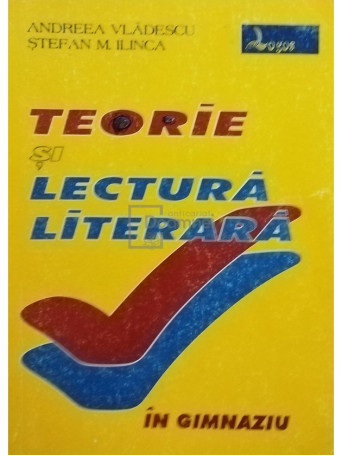 ANDREEA VLĂDESCU
ȘTEFAN M. ILINCA
Logos
TEORIE
ȘI
LECTURĂ
LITERARĂ
ÎN GIMNAZIU